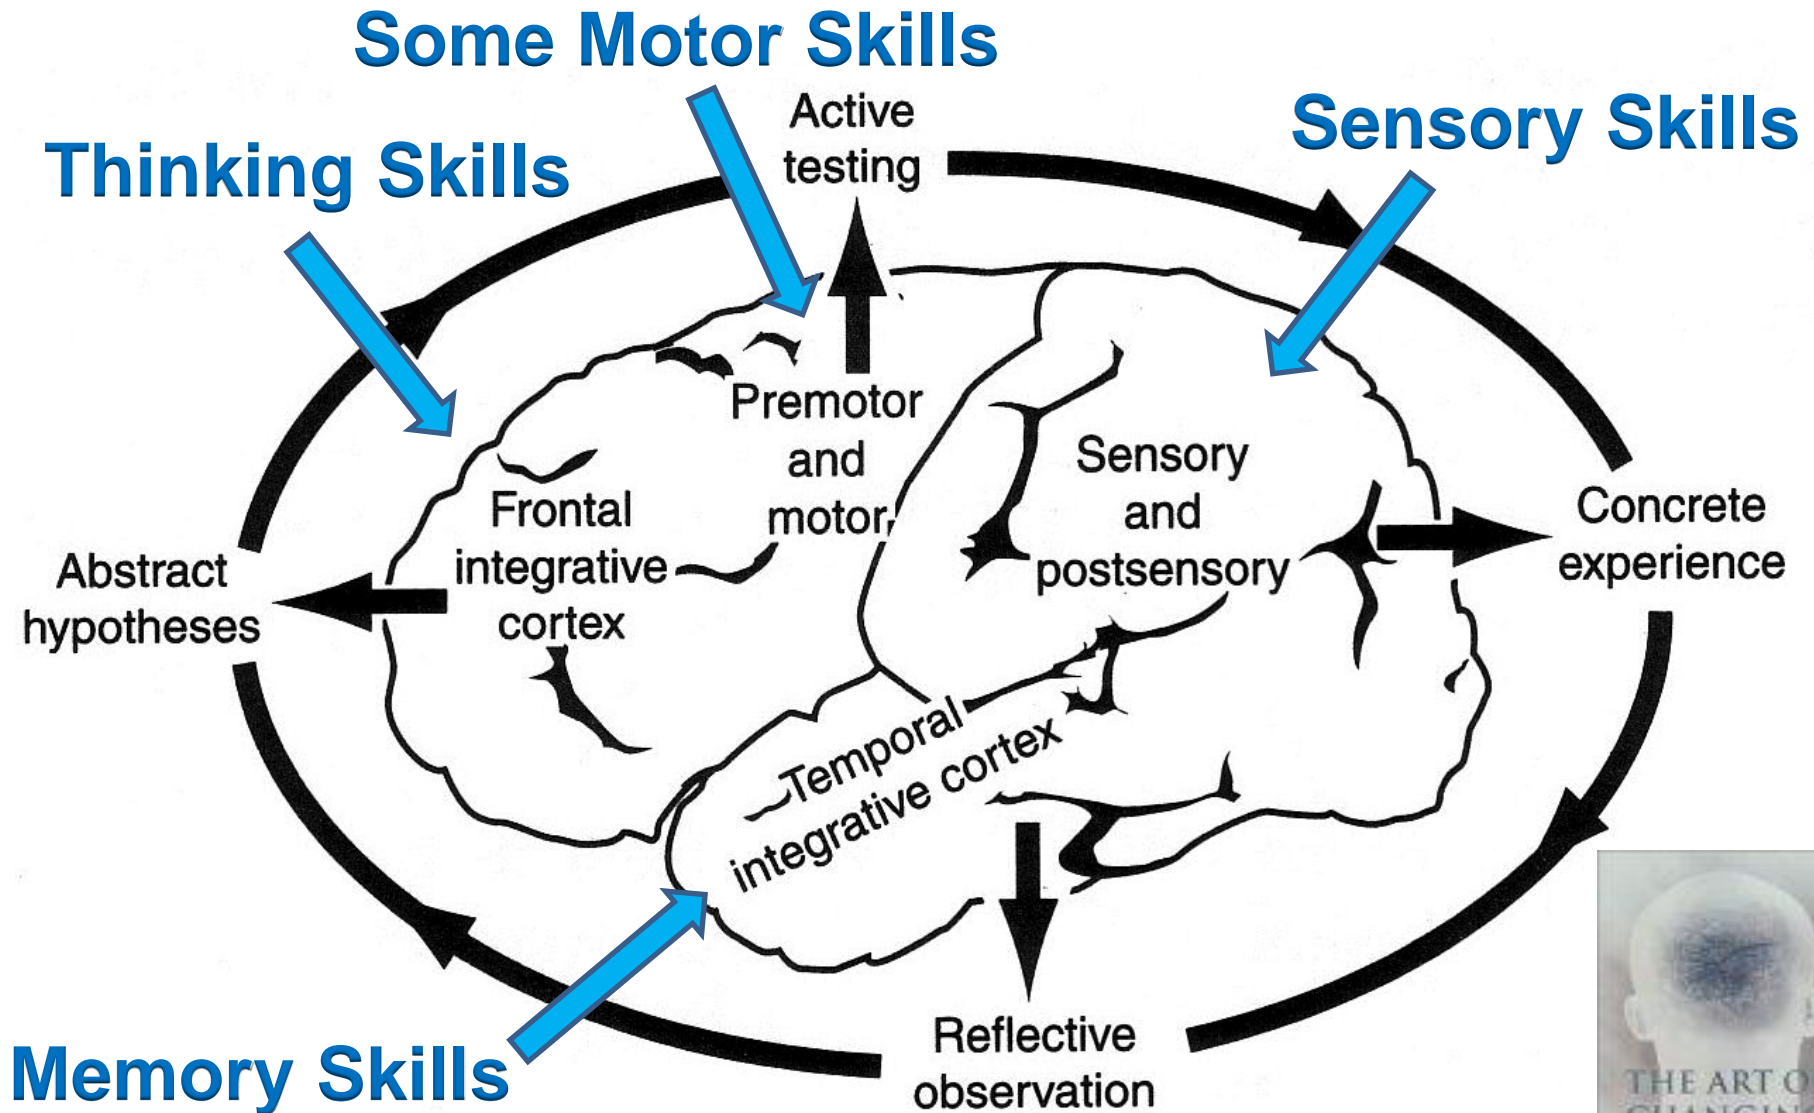 Some Motor Skills
Active
testing
Sensory Skills
Thinking Skills
Premotor
and
motor
Sensory
and
postsensory
Frontal
integrative
cortex
Concrete
experience
Abstract
hypotheses
Temporal
integrative cortex
Reflective
observation
Memory Skills
THE ART